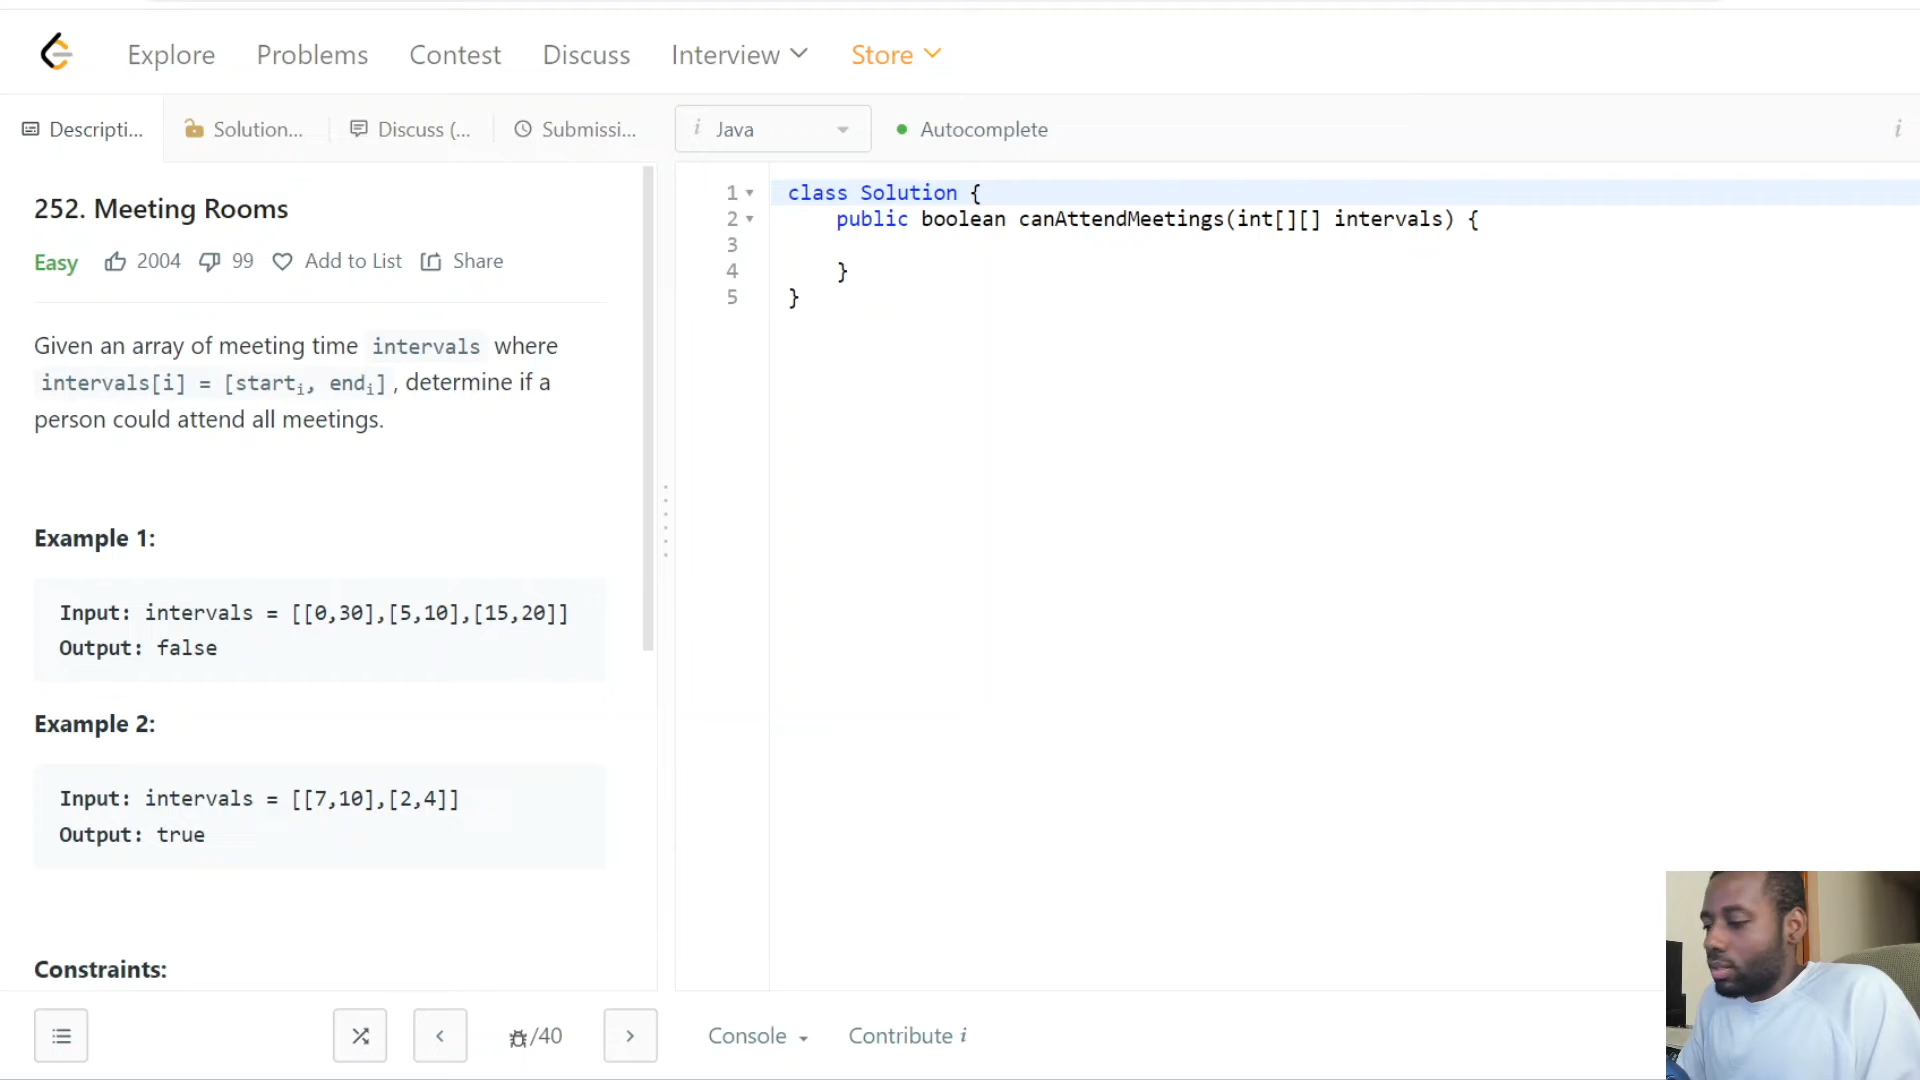 Explore Problems Contest Discuss Interview Store
Descripti... Solution... Discuss (... Submissi... i Java Autocomplete i
252. Meeting Rooms
Easy 2004 99 Add to List Share
Given an array of meeting time intervals where
intervals[i] = [starti, endi], determine if a
person could attend all meetings.
Example 1:
Input: intervals = [[0,30],[5,10],[15,20]]
Output: false
Example 2:
Input: intervals = [[7,10],[2,4]]
Output: true
Constraints:
1 class Solution {
2 public boolean canAttendMeetings(int[][] intervals) {
3
4 }
5 }
/40 Console Contribute i